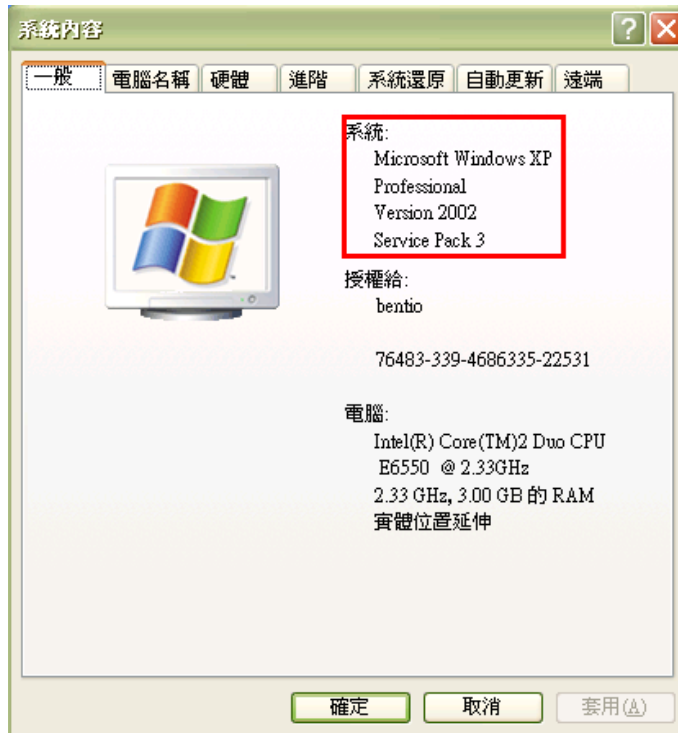 系統內容
一般 電腦名稱 硬體 進階 系統還原 自動更新 遠端
系統:
Microsoft Windows XP
Professional
Version 2002
Service Pack 3
授權給:
bentio
76483-339-4686335-22531
電腦:
Intel(R) Core(TM)2 Duo CPU
E6550 @ 2.33GHz
2.33 GHz, 3.00 GB 的 RAM
實體位置延伸
確定 取消 套用(A)